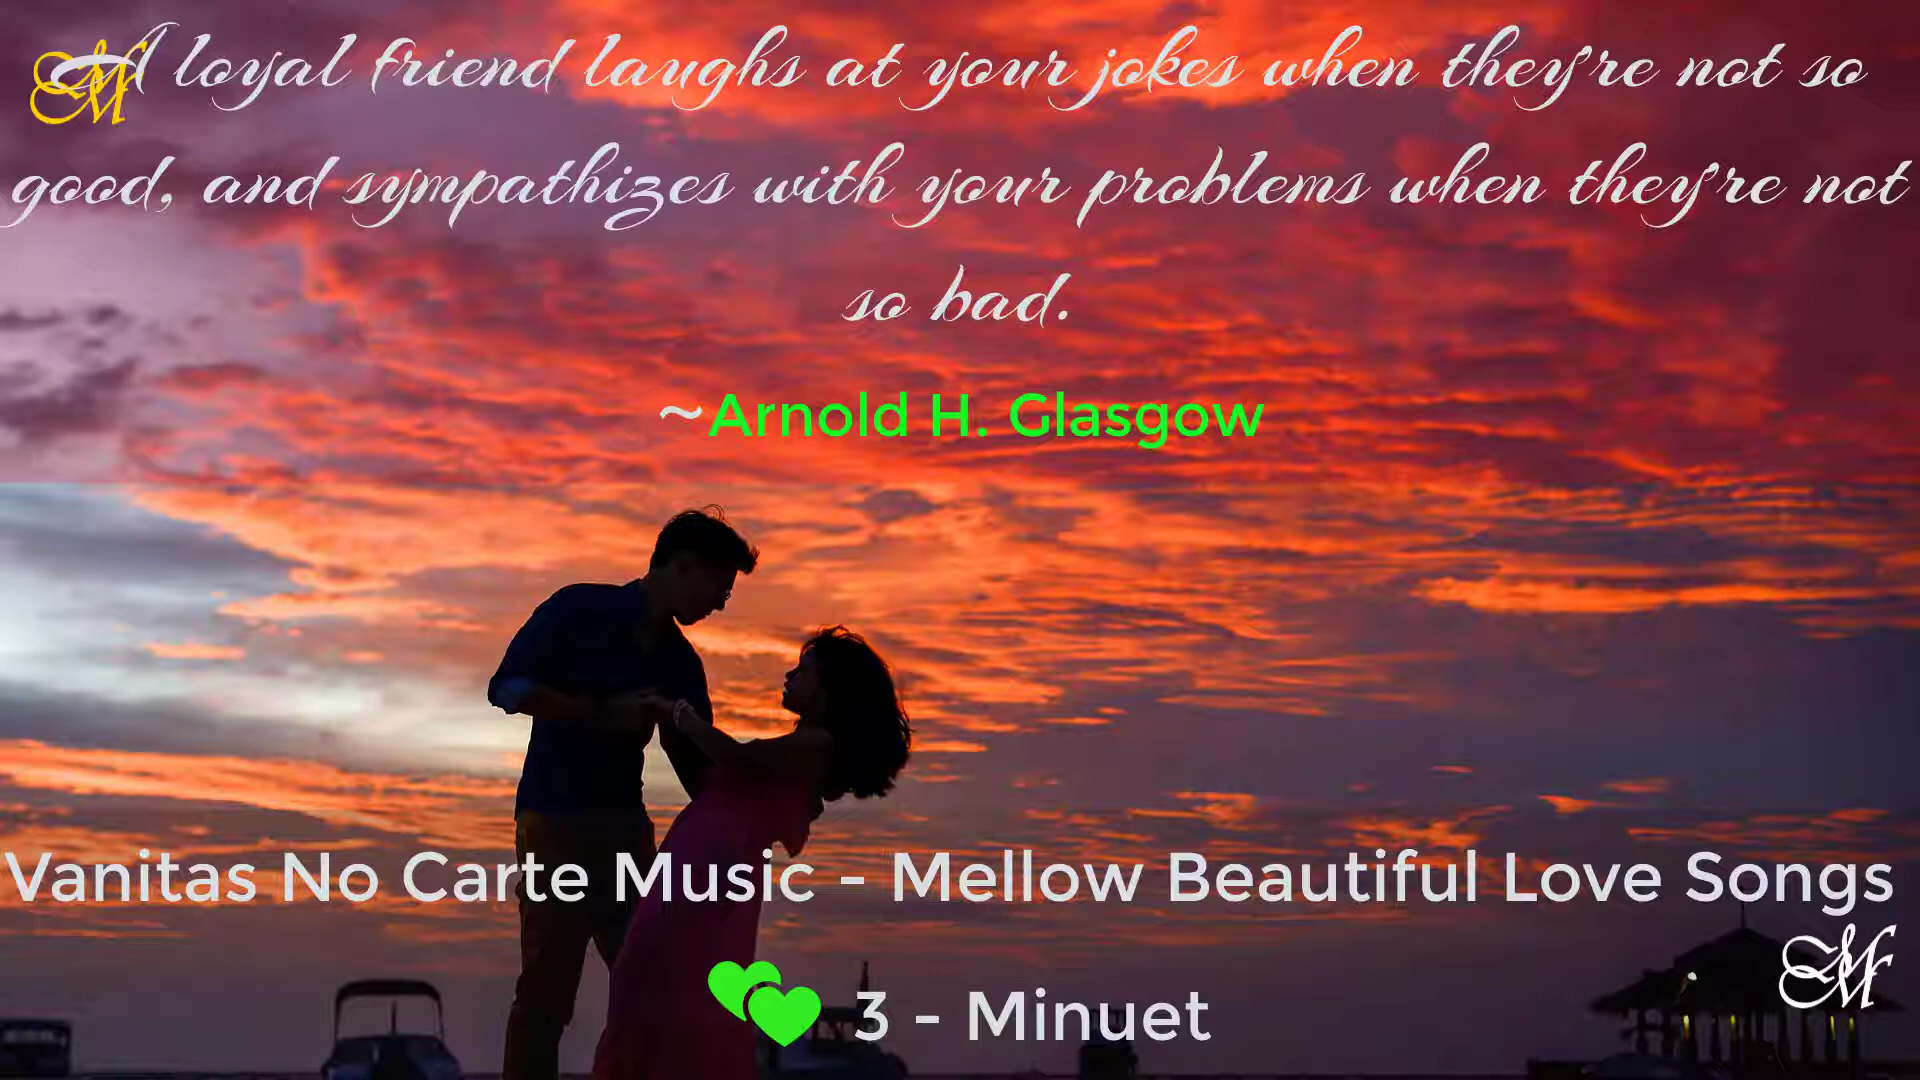 A loyal friend laughs at your jokes when they're not so
good, and sympathizes with your problems when they're not
so bad.
~Arnold H. Glasgow
Vanitas No Carte Music - Mellow Beautiful Love Songs
3 - Minuet